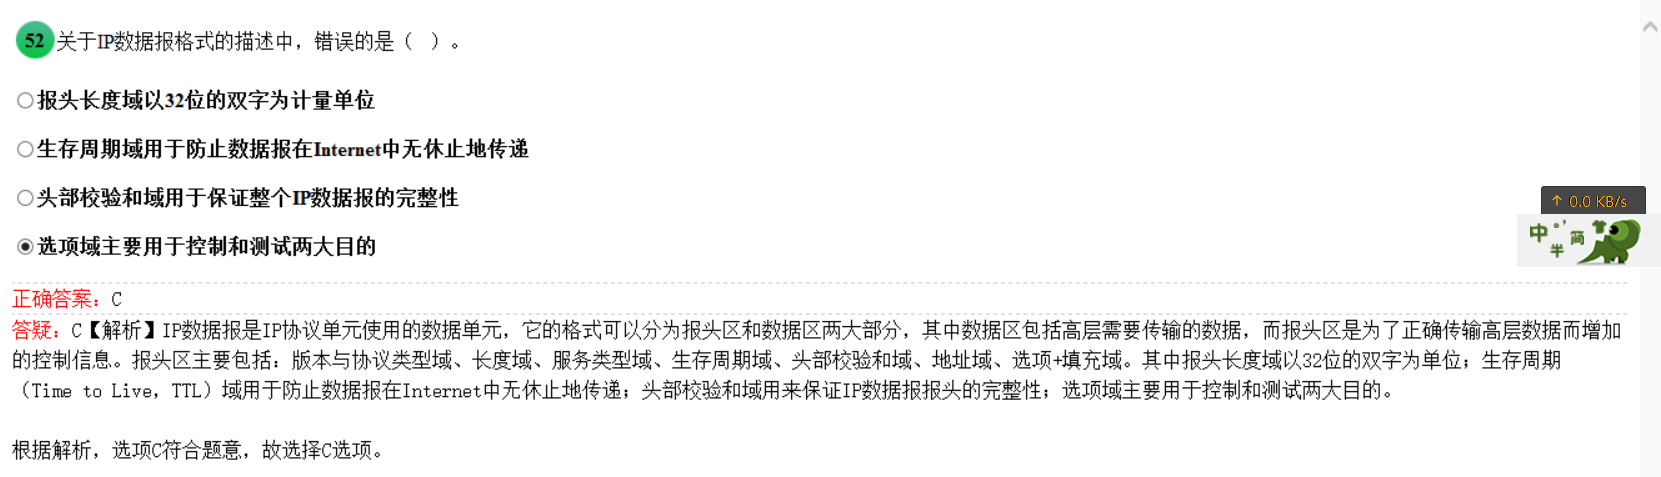 52 关于IP数据报格式的描述中，错误的是（ ）。
报头长度域以32位的双字为计量单位
生存周期域用于防止数据报在Internet中无休止地传递
头部校验和域用于保证整个IP数据报的完整性
选项域主要用于控制和测试两大目的
↑ 0.0 KB/s
中 °, 半 简
正确答案：C
答疑：C【解析】IP数据报是IP协议单元使用的数据单元，它的格式可以分为报头区和数据区两大部分，其中数据区包括高层需要传输的数据，而报头区是为了正确传输高层数据而增加
的控制信息。报头区主要包括：版本与协议类型域、长度域、服务类型域、生存周期域、头部校验和域、地址域、选项+填充域。其中报头长度域以32位的双字为单位；生存周期
（Time to Live，TTL）域用于防止数据报在Internet中无休止地传递；头部校验和域用来保证IP数据报报头的完整性；选项域主要用于控制和测试两大目的。
根据解析，选项C符合题意，故选择C选项。